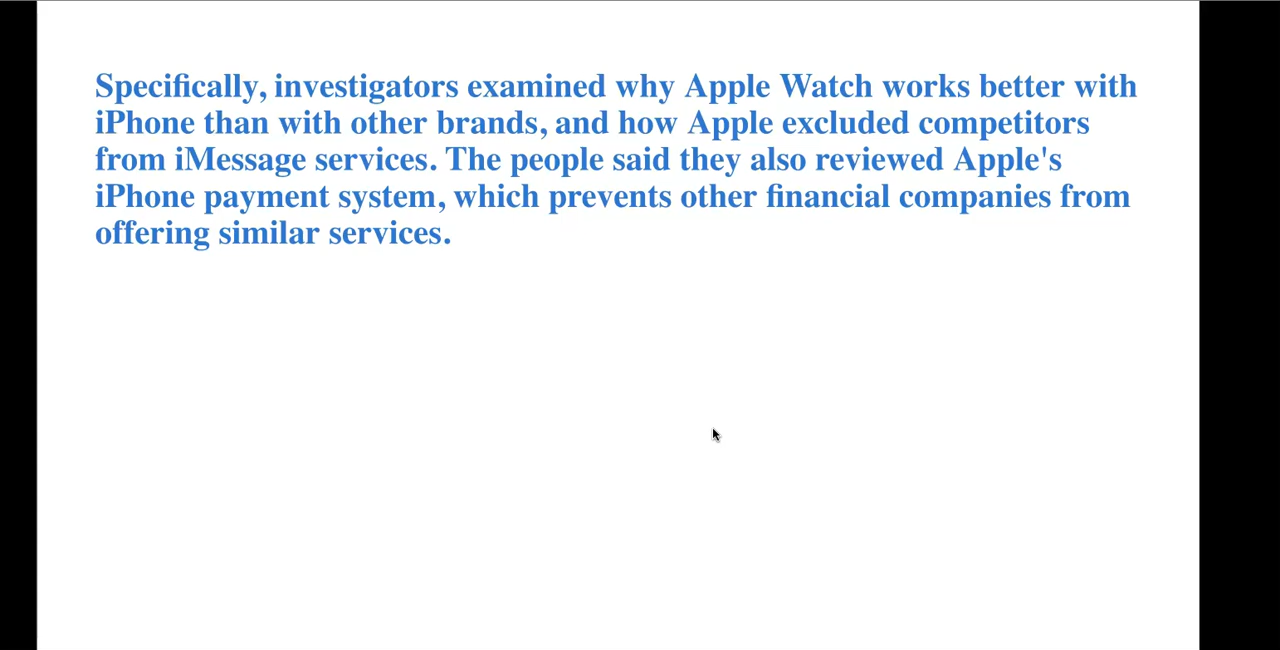 Specifically, investigators examined why Apple Watch works better with
iPhone than with other brands, and how Apple excluded competitors
from iMessage services. The people said they also reviewed Apple's
iPhone payment system, which prevents other financial companies from
offering similar services.